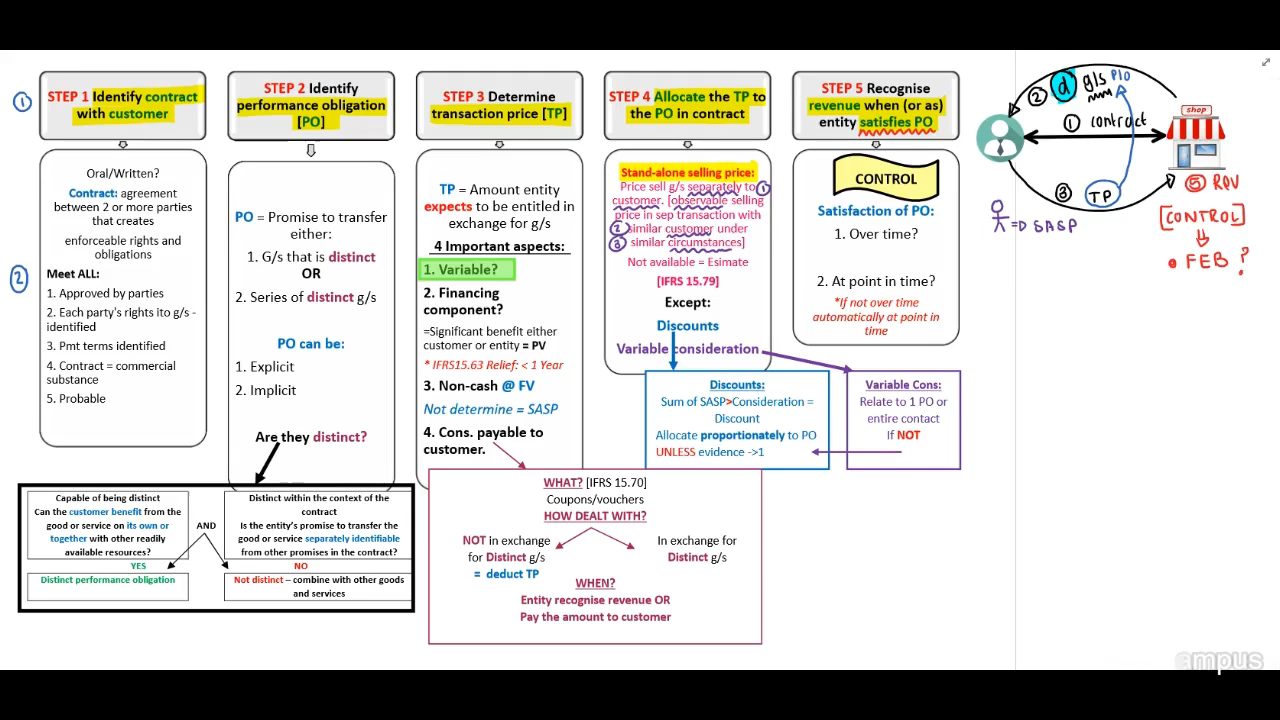 ①
STEP 1 Identify contract
with customer
Oral/Written?
Contract: agreement
between 2 or more parties
that creates
enforceable rights and
obligations
②
Meet ALL:
1. Approved by parties
2. Each party's rights ito g/s -
identified
3. Pmt terms identified
4. Contract = commercial
substance
5. Probable
STEP 2 Identify
performance obligation
[PO]
PO = Promise to transfer
either:
1. G/s that is distinct
OR
2. Series of distinct g/s
PO can be:
1. Explicit
2. Implicit
Are they distinct?
Capable of being distinct
Can the customer benefit from the
good or service on its own or
together with other readily
available resources?
AND
Distinct within the context of the
contract
Is the entity's promise to transfer the
good or service separately identifiable
from other promises in the contract?
YES
NO
Distinct performance obligation
Not distinct – combine with other goods
and services
STEP 3 Determine
transaction price [TP]
TP = Amount entity
expects to be entitled in
exchange for g/s
4 Important aspects:
1. Variable?
2. Financing
component?
=Significant benefit either
customer or entity = PV
* IFRS15.63 Relief: < 1 Year
3. Non-cash @ FV
Not determine = SASP
4. Cons. payable to
customer.
WHAT? [IFRS 15.70]
Coupons/vouchers
HOW DEALT WITH?
NOT in exchange
for Distinct g/s
= deduct TP
In exchange for
Distinct g/s
WHEN?
Entity recognise revenue OR
Pay the amount to customer
STEP 4 Allocate the TP to
the PO in contract
Stand-alone selling price:
Price sell g/s separately to ①
customer. [observable selling
price in sep transaction with
② similar customer under
③ similar circumstances]
Not available = Esimate
[IFRS 15.79]
Except:
Discounts
Variable consideration
Discounts:
Sum of SASP>Consideration =
Discount
Allocate proportionately to PO
UNLESS evidence ->1
Variable Cons:
Relate to 1 PO or
entire contact
If NOT
STEP 5 Recognise
revenue when (or as)
entity satisfies PO
CONTROL
Satisfaction of PO:
1. Over time?
2. At point in time?
*If not over time
automatically at point in
time
② d g/s P/O
① contract
③ TP
shop
⑤ REV
[CONTROL]
• FEB ?
=D SASP
ampus